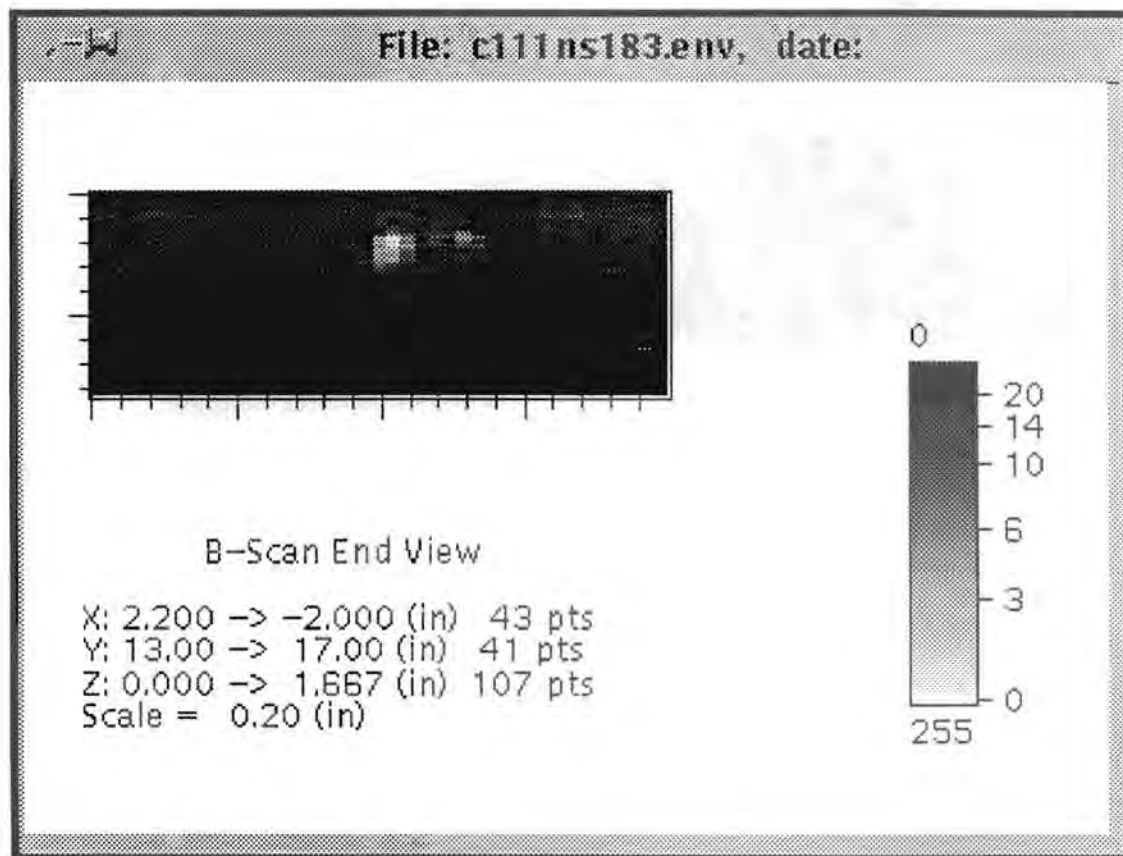 File: c111ns183.env, date:
0
20
14
10
6
3
0
255
B-Scan End View
X: 2.200 -> -2.000 (in) 43 pts
Y: 13.00 -> 17.00 (in) 41 pts
Z: 0.000 -> 1.667 (in) 107 pts
Scale = 0.20 (in)